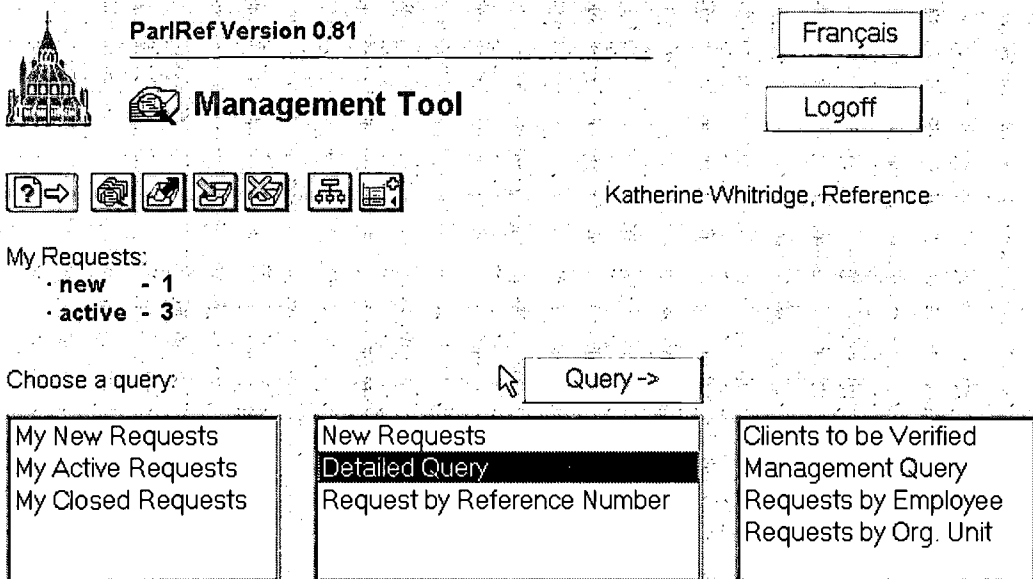 ParlRef Version 0.81
Français
Management Tool
Logoff
Katherine Whitridge, Reference
My Requests:
· new - 1
· active - 3
Choose a query:
Query ->
My New Requests
My Active Requests
My Closed Requests
New Requests
Detailed Query
Request by Reference Number
Clients to be Verified
Management Query
Requests by Employee
Requests by Org. Unit